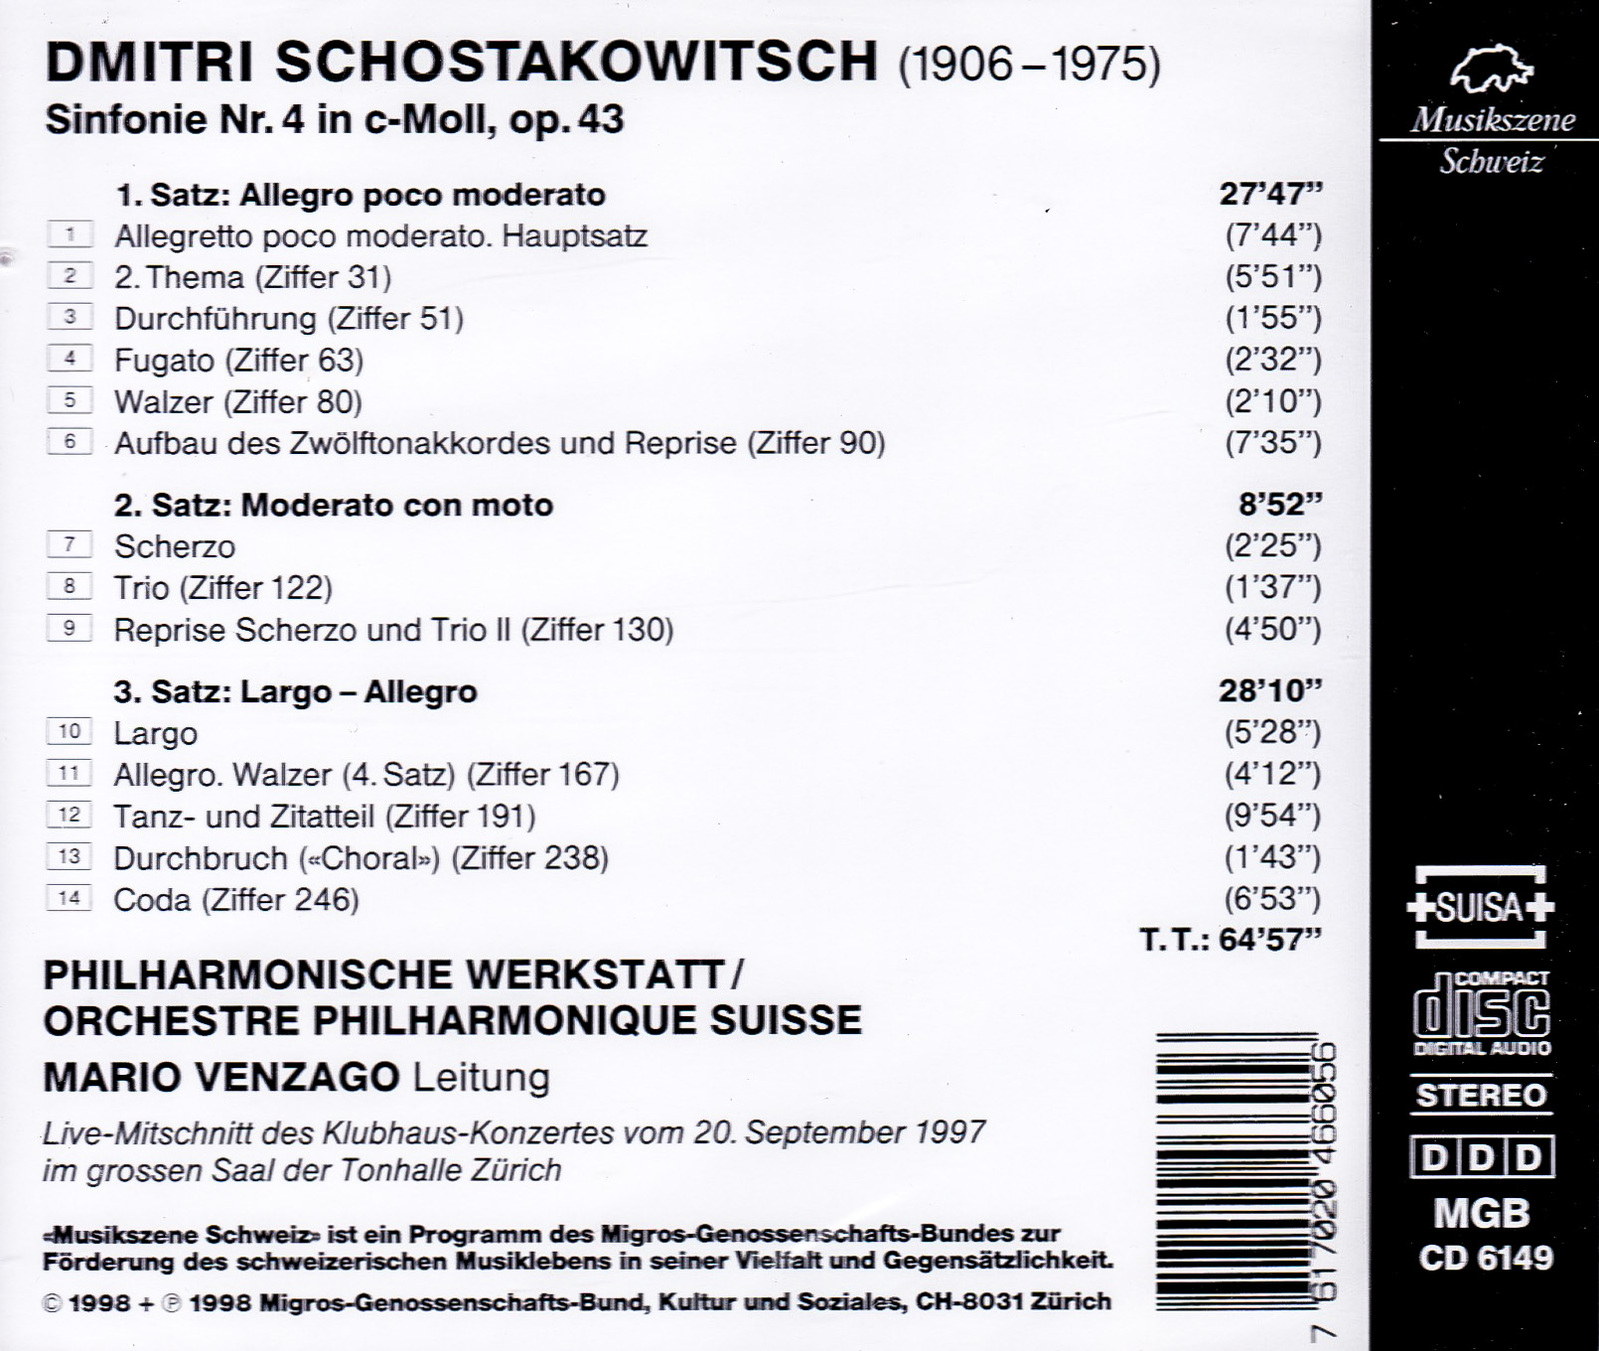 DMITRI SCHOSTAKOWITSCH (1906–1975)
Sinfonie Nr. 4 in c-Moll, op. 43
1. Satz: Allegro poco moderato 27’47”
1 Allegretto poco moderato. Hauptsatz (7’44”)
2 2. Thema (Ziffer 31) (5’51”)
3 Durchführung (Ziffer 51) (1’55”)
4 Fugato (Ziffer 63) (2’32”)
5 Walzer (Ziffer 80) (2’10”)
6 Aufbau des Zwölftonakkordes und Reprise (Ziffer 90) (7’35”)
2. Satz: Moderato con moto 8’52”
7 Scherzo (2’25”)
8 Trio (Ziffer 122) (1’37”)
9 Reprise Scherzo und Trio II (Ziffer 130) (4’50”)
3. Satz: Largo – Allegro 28’10”
10 Largo (5’28”)
11 Allegro. Walzer (4. Satz) (Ziffer 167) (4’12”)
12 Tanz- und Zitatteil (Ziffer 191) (9’54”)
13 Durchbruch («Choral») (Ziffer 238) (1’43”)
14 Coda (Ziffer 246) (6’53”)
T. T.: 64’57”
PHILHARMONISCHE WERKSTATT/
ORCHESTRE PHILHARMONIQUE SUISSE
MARIO VENZAGO Leitung
Live-Mitschnitt des Klubhaus-Konzertes vom 20. September 1997
im grossen Saal der Tonhalle Zürich
«Musikszene Schweiz» ist ein Programm des Migros-Genossenschafts-Bundes zur
Förderung des schweizerischen Musiklebens in seiner Vielfalt und Gegensätzlichkeit.
© 1998 + ℗ 1998 Migros-Genossenschafts-Bund, Kultur und Soziales, CH-8031 Zürich
7 617020 466056
Musikszene
Schweiz
SUISA
COMPACT
disc
DIGITAL AUDIO
STEREO
DDD
MGB
CD 6149